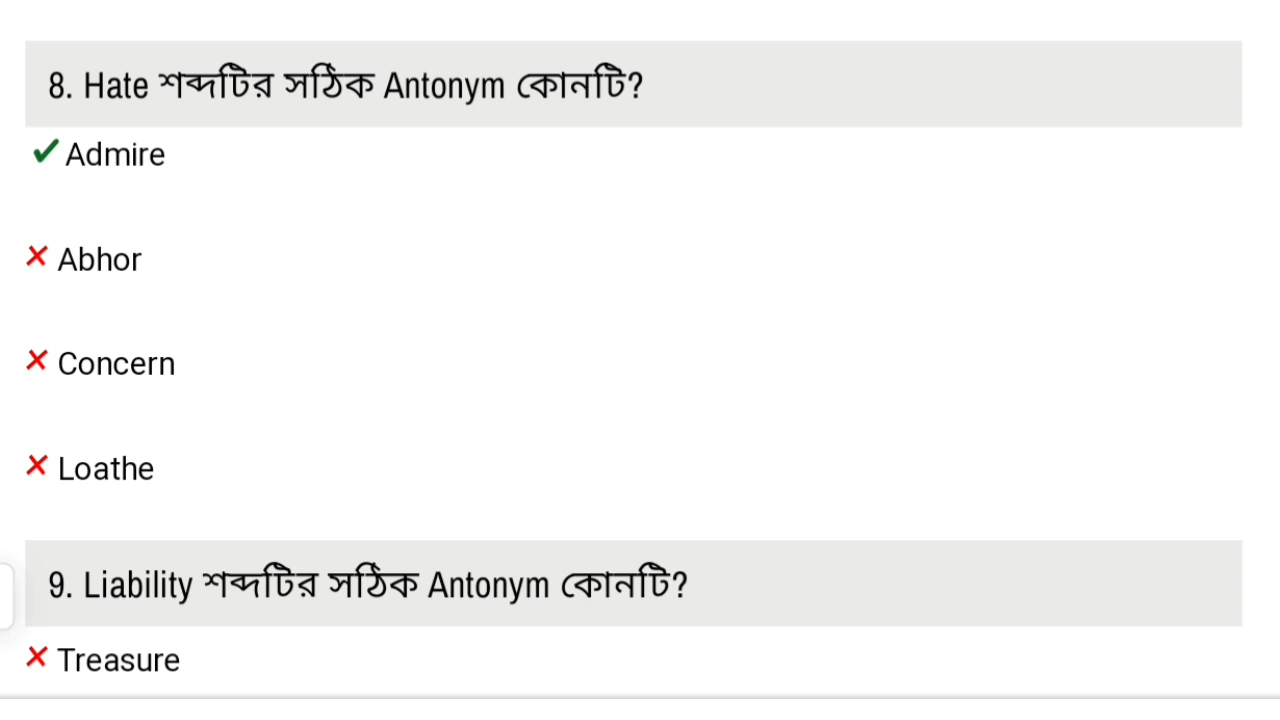 8. Hate শব্দটির সঠিক Antonym কোনটি?
✔ Admire
✕ Abhor
✕ Concern
✕ Loathe
9. Liability শব্দটির সঠিক Antonym কোনটি?
✕ Treasure